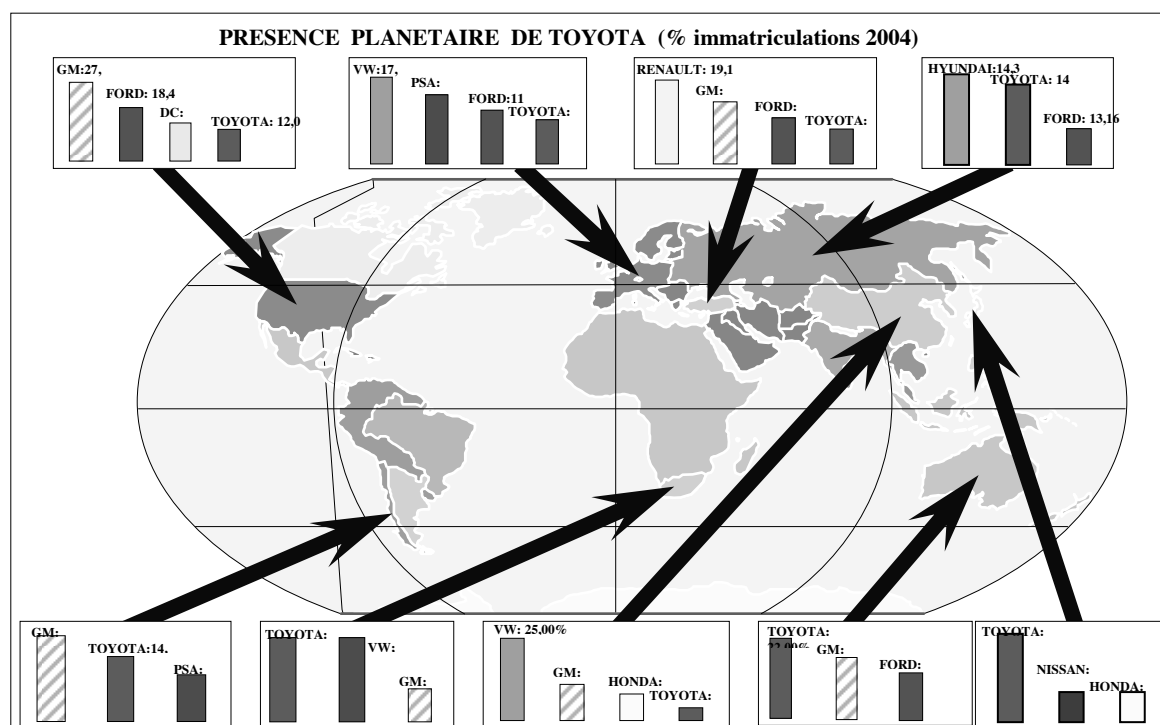 PRESENCE PLANETAIRE DE TOYOTA (% immatriculations 2004)
GM:27,
FORD: 18,4
DC:
TOYOTA: 12,0
VW:17,
PSA:
FORD:11
TOYOTA:
RENAULT: 19,1
GM:
FORD:
TOYOTA:
HYUNDAI:14,3
TOYOTA: 14
FORD: 13,16
GM:
TOYOTA:14,
PSA:
TOYOTA:
VW:
GM:
VW: 25,00%
GM:
HONDA:
TOYOTA:
TOYOTA:
GM:
FORD:
TOYOTA:
NISSAN:
HONDA: